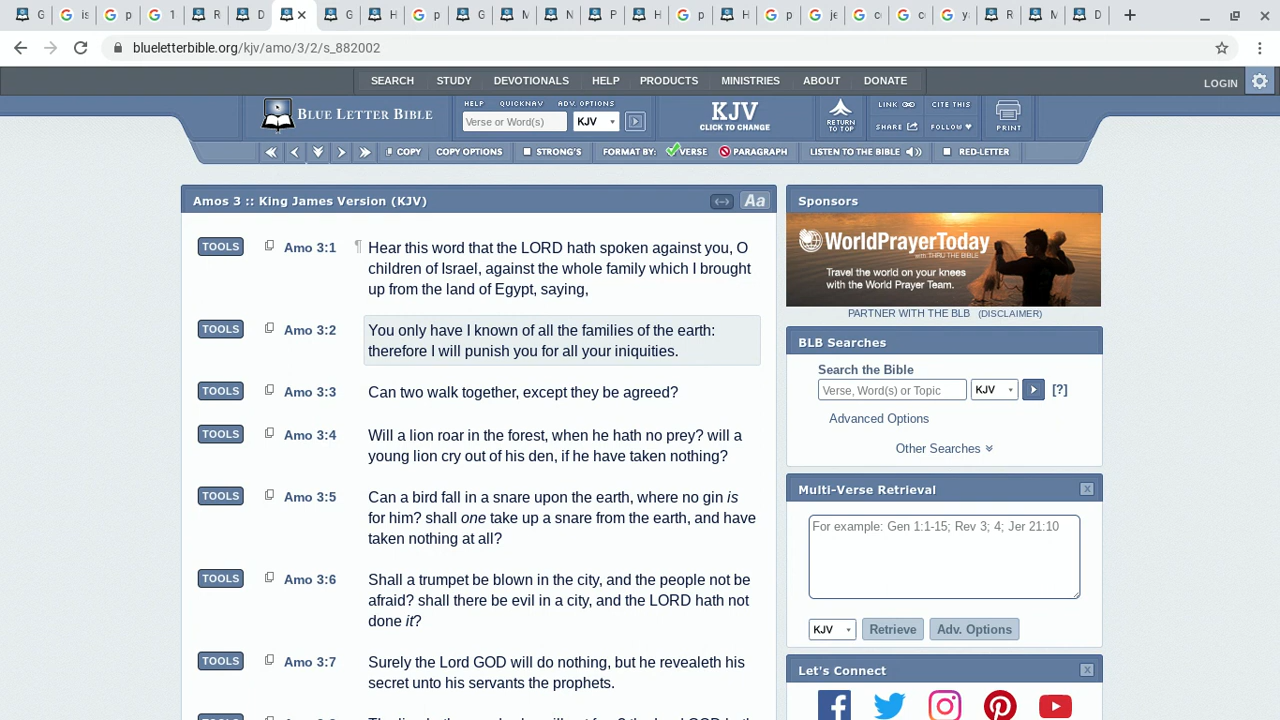 is
p
T
R
D
G
H
p
G
M
N
P
H
p
H
p
je
co
co
y
R
M
D
blueletterbible.org/kjv/amo/3/2/s_882002
SEARCH STUDY DEVOTIONALS HELP PRODUCTS MINISTRIES ABOUT DONATE
LOGIN
BLUE LETTER BIBLE
HELP QUICKNAV ADV. OPTIONS
Verse or Word(s) KJV
KJV
CLICK TO CHANGE
RETURN
TO TOP
LINK CITE THIS
SHARE FOLLOW
PRINT
COPY COPY OPTIONS STRONG'S FORMAT BY: VERSE PARAGRAPH LISTEN TO THE BIBLE RED-LETTER
Amos 3 :: King James Version (KJV) Aa
TOOLS Amo 3:1 ¶ Hear this word that the LORD hath spoken against you, O
children of Israel, against the whole family which I brought
up from the land of Egypt, saying,
TOOLS Amo 3:2 You only have I known of all the families of the earth:
therefore I will punish you for all your iniquities.
TOOLS Amo 3:3 Can two walk together, except they be agreed?
TOOLS Amo 3:4 Will a lion roar in the forest, when he hath no prey? will a
young lion cry out of his den, if he have taken nothing?
TOOLS Amo 3:5 Can a bird fall in a snare upon the earth, where no gin is
for him? shall one take up a snare from the earth, and have
taken nothing at all?
TOOLS Amo 3:6 Shall a trumpet be blown in the city, and the people not be
afraid? shall there be evil in a city, and the LORD hath not
done it?
TOOLS Amo 3:7 Surely the Lord GOD will do nothing, but he revealeth his
secret unto his servants the prophets.
Sponsors
WorldPrayerToday
with THRU THE BIBLE
Travel the world on your knees
with the World Prayer Team.
PARTNER WITH THE BLB (DISCLAIMER)
BLB Searches
Search the Bible
Verse, Word(s) or Topic KJV [?]
Advanced Options
Other Searches
Multi-Verse Retrieval X
For example: Gen 1:1-15; Rev 3; 4; Jer 21:10
KJV Retrieve Adv. Options
Let's Connect X